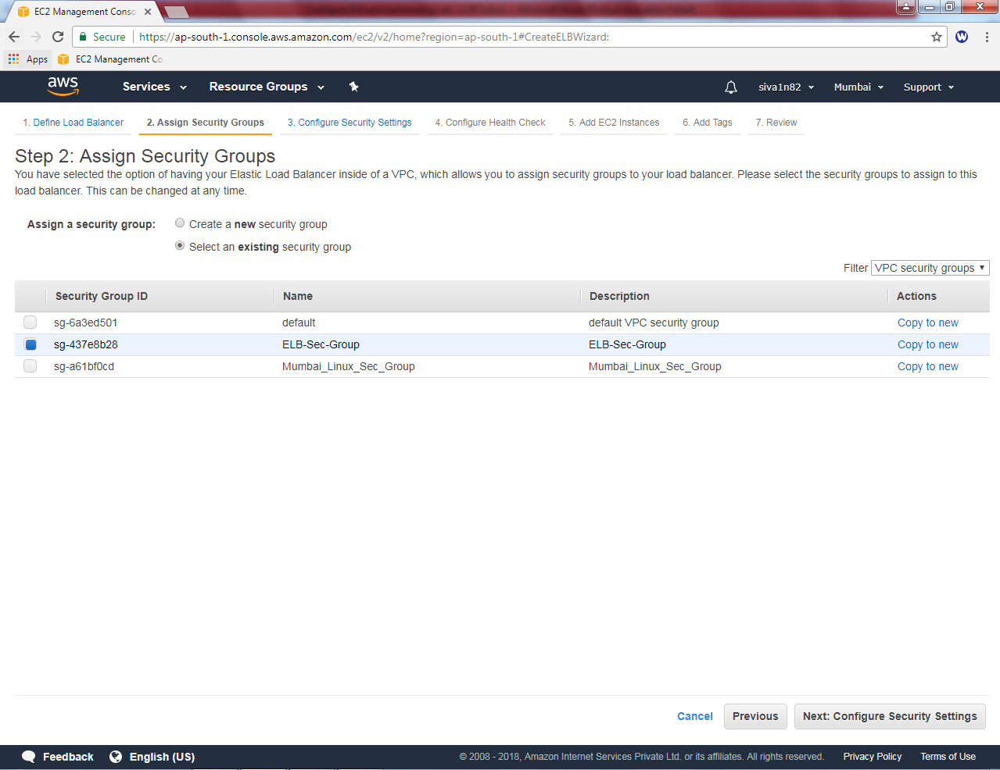 EC2 Management Conso
Secure https://ap-south-1.console.aws.amazon.com/ec2/v2/home?region=ap-south-1#CreateELBWizard:
W
Apps EC2 Management Co
aws Services Resource Groups siva1n82 Mumbai Support
1. Define Load Balancer 2. Assign Security Groups 3. Configure Security Settings 4. Configure Health Check 5. Add EC2 Instances 6. Add Tags 7. Review
Step 2: Assign Security Groups
You have selected the option of having your Elastic Load Balancer inside of a VPC, which allows you to assign security groups to your load balancer. Please select the security groups to assign to this
load balancer. This can be changed at any time.
Assign a security group: Create a new security group
Select an existing security group
Filter VPC security groups
Security Group ID Name Description Actions
sg-6a3ed501 default default VPC security group Copy to new
sg-437e8b28 ELB-Sec-Group ELB-Sec-Group Copy to new
sg-a61bf0cd Mumbai_Linux_Sec_Group Mumbai_Linux_Sec_Group Copy to new
Cancel Previous Next: Configure Security Settings
Feedback English (US) © 2008 - 2018, Amazon Internet Services Private Ltd. or its affiliates. All rights reserved. Privacy Policy Terms of Use